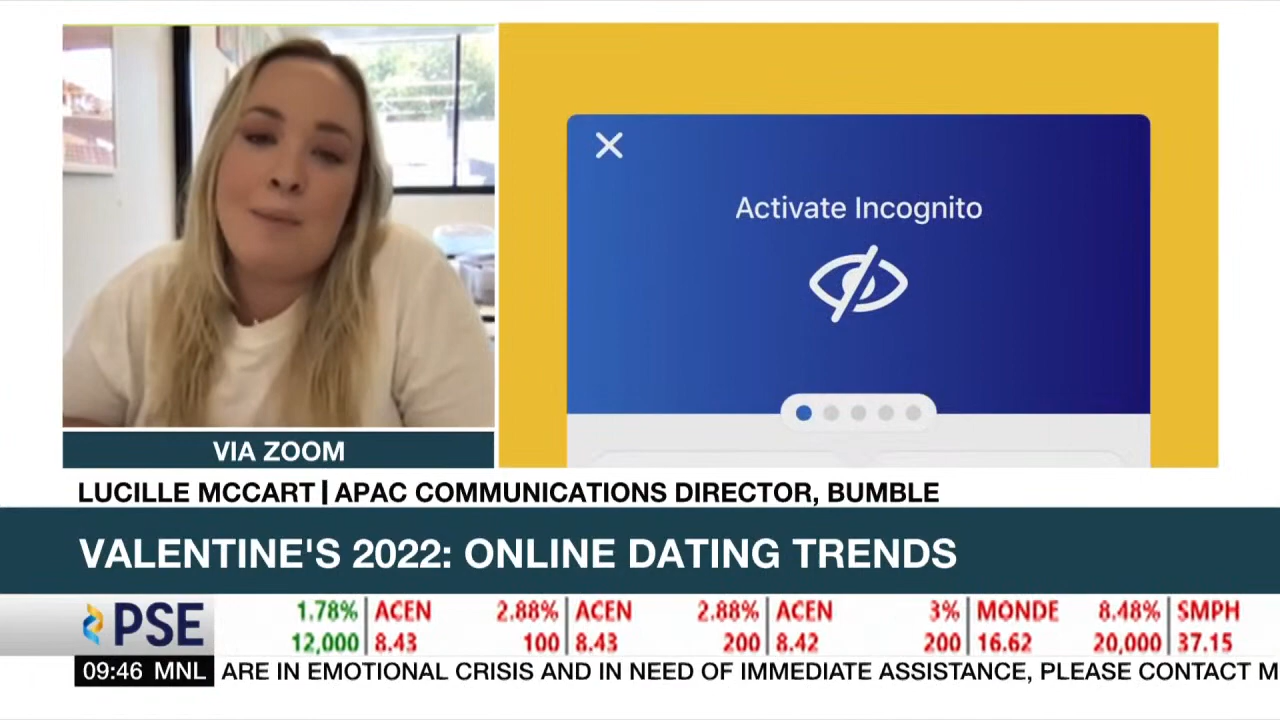 Activate Incognito
VIA ZOOM
LUCILLE MCCART | APAC COMMUNICATIONS DIRECTOR, BUMBLE
VALENTINE'S 2022: ONLINE DATING TRENDS
PSE
1.78% ACEN 2.88% ACEN 2.88% ACEN 3% MONDE 8.48% SMPH
12,000 8.43 100 8.43 200 8.42 200 16.62 20,000 37.15
09:46 MNL ARE IN EMOTIONAL CRISIS AND IN NEED OF IMMEDIATE ASSISTANCE, PLEASE CONTACT M